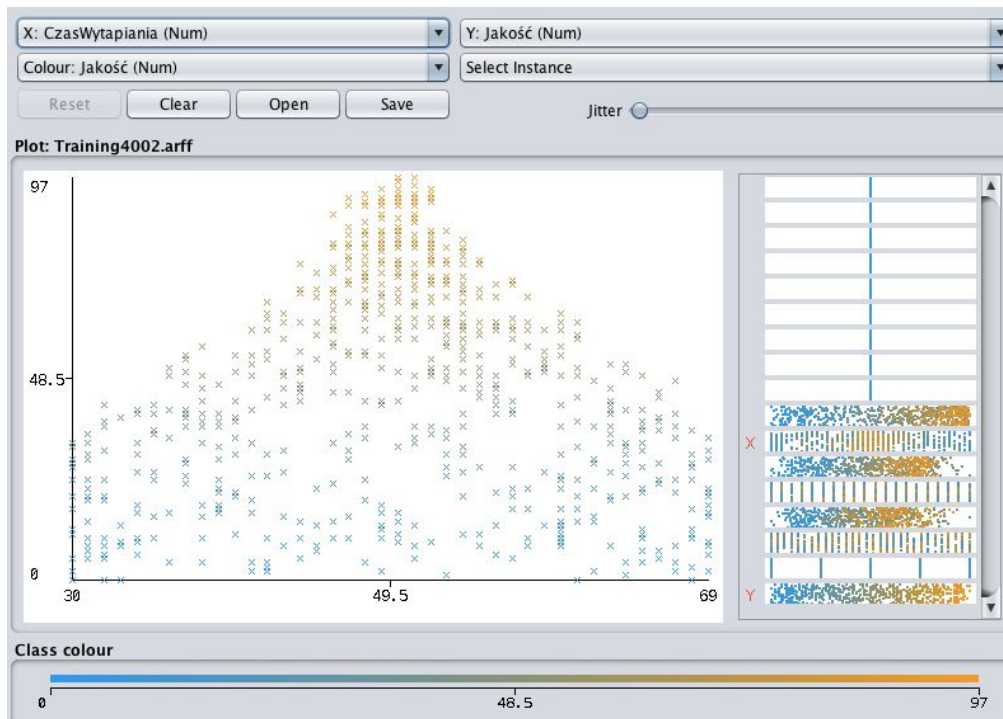 X: CzasWytapiania (Num)
Y: Jakość (Num)
Colour: Jakość (Num)
Select Instance
Reset
Clear
Open
Save
Jitter
Plot: Training4002.arff
97
48.5
0
30
49.5
69
X
Y
Class colour
0
48.5
97